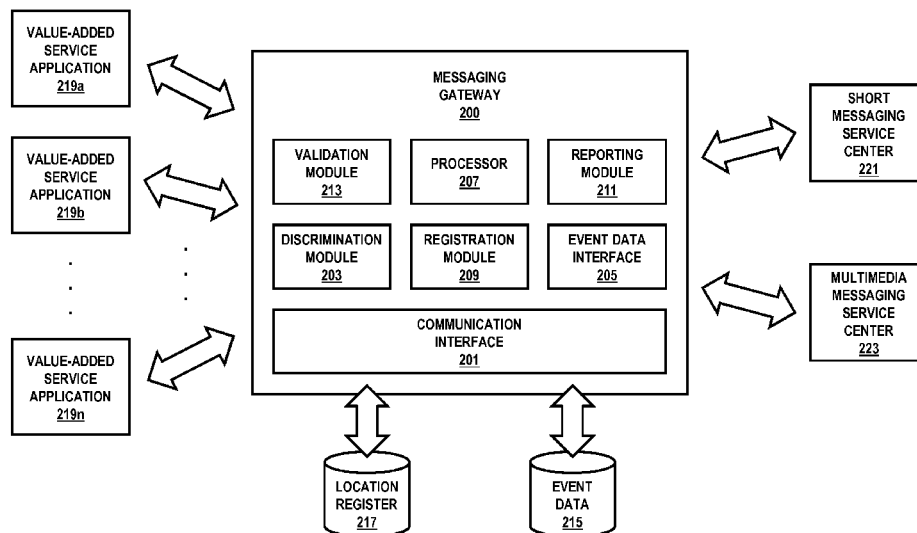 VALUE-ADDED
SERVICE
APPLICATION
219a
VALUE-ADDED
SERVICE
APPLICATION
219b
VALUE-ADDED
SERVICE
APPLICATION
219n
MESSAGING
GATEWAY
200
VALIDATION
MODULE
213
PROCESSOR
207
REPORTING
MODULE
211
DISCRIMINATION
MODULE
203
REGISTRATION
MODULE
209
EVENT DATA
INTERFACE
205
COMMUNICATION
INTERFACE
201
SHORT
MESSAGING
SERVICE
CENTER
221
MULTIMEDIA
MESSAGING
SERVICE
CENTER
223
LOCATION
REGISTER
217
EVENT
DATA
215